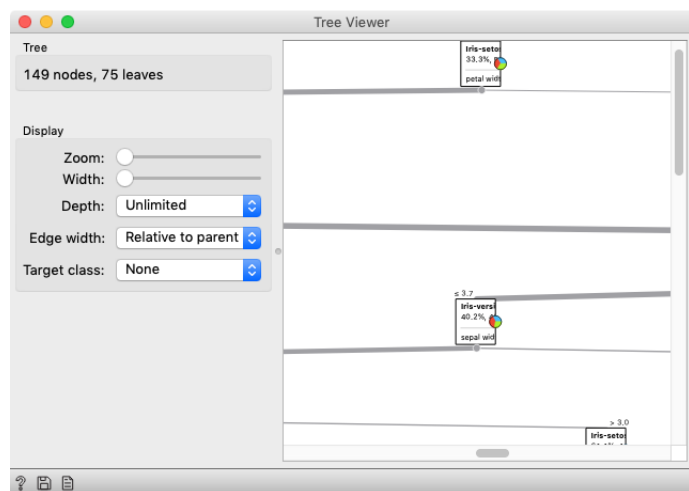 Tree Viewer
Tree
149 nodes, 75 leaves
Display
Zoom:
Width:
Depth: Unlimited
Edge width: Relative to parent
Target class: None
Iris-seto
33.3%,
petal widt
≤ 3.7
Iris-versi
40.2%,
sepal wid
> 3.0
Iris-seto